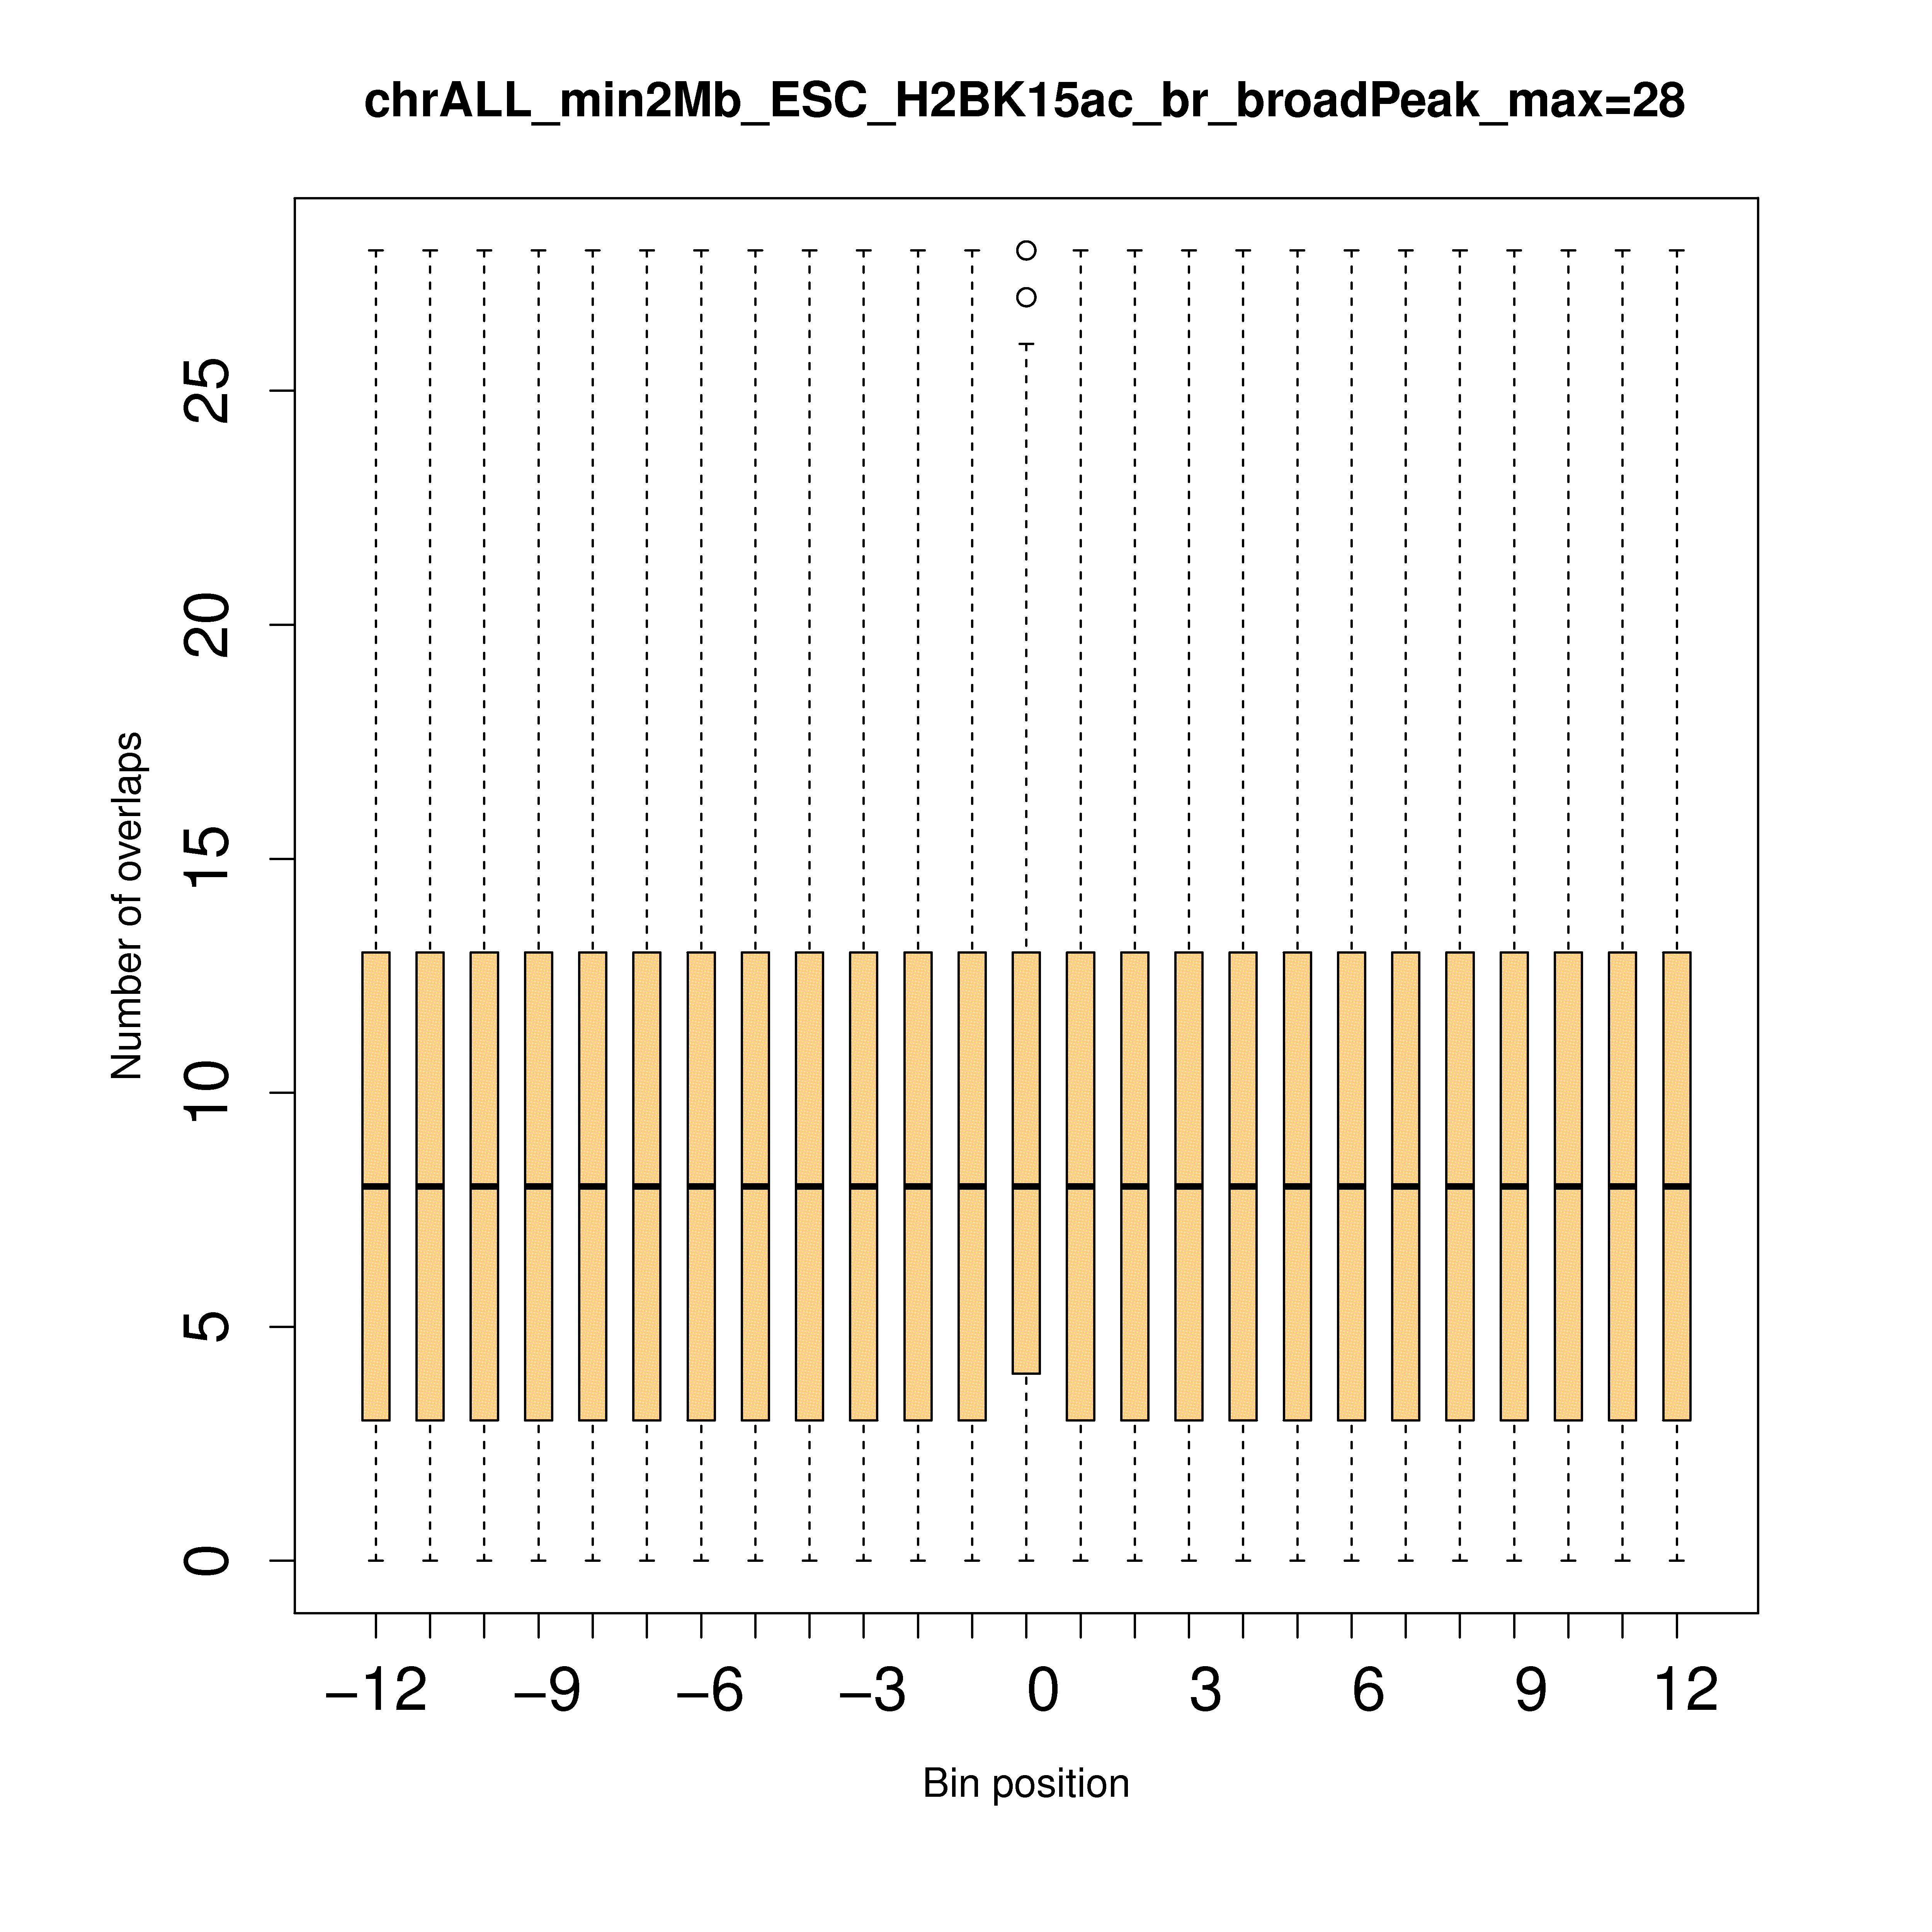 chrALL_min2Mb_ESC_H2BK15ac_br_broadPeak_max=28
25
20
15
10
5
0
Number of overlaps
−12 −9 −6 −3 0 3 6 9 12
Bin position